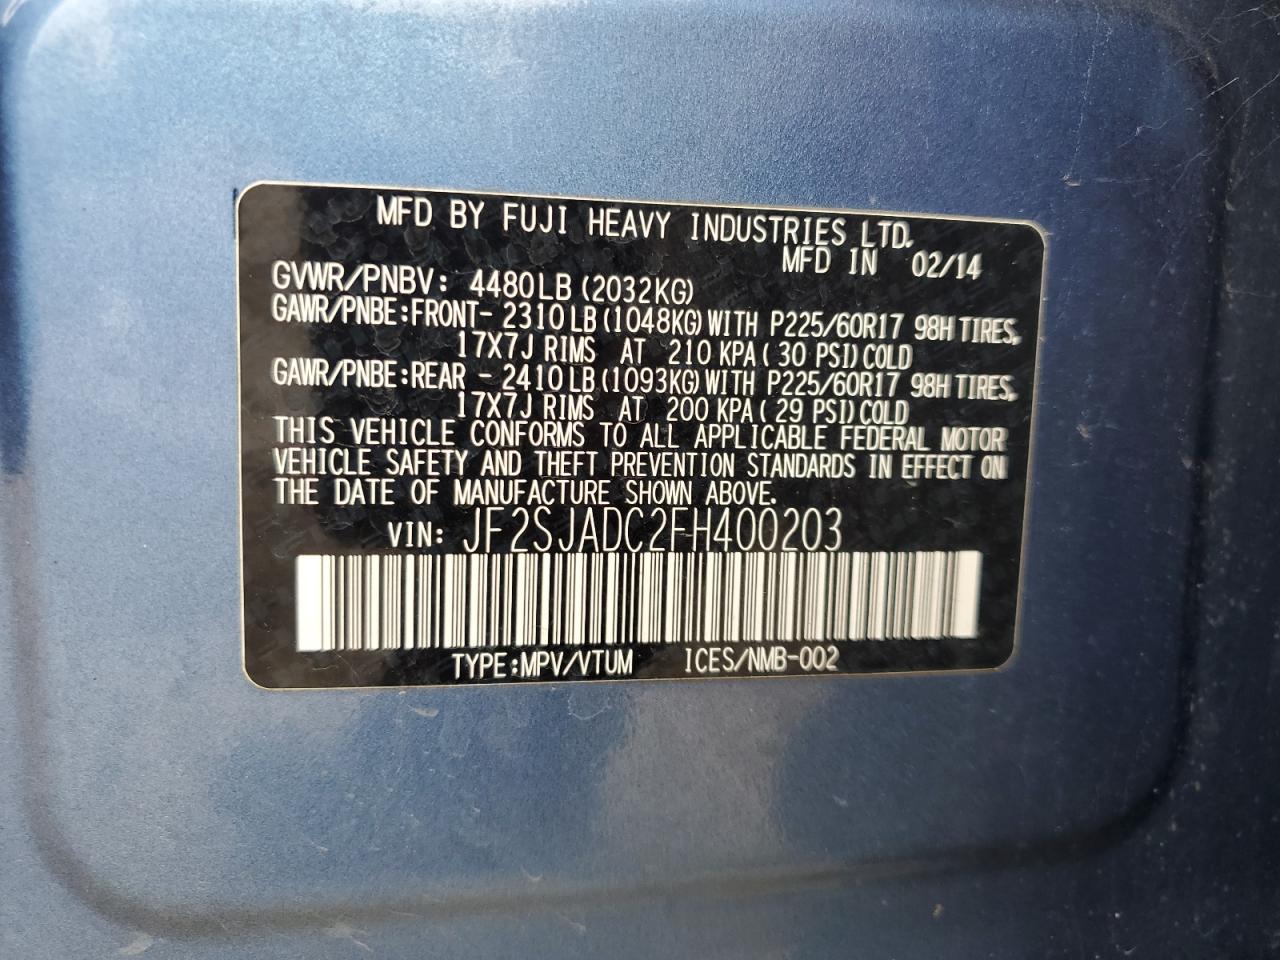 MFD BY FUJI HEAVY INDUSTRIES LTD.
MFD IN 02/14
GVWR/PNBV: 4480LB (2032KG)
GAWR/PNBE:FRONT- 2310 LB (1048KG) WITH P225/60R17 98H TIRES,
17X7J RIMS AT 210 KPA ( 30 PSI) COLD
GAWR/PNBE:REAR - 2410 LB (1093KG) WITH P225/60R17 98H TIRES,
17X7J RIMS AT 200 KPA ( 29 PSI) COLD
THIS VEHICLE CONFORMS TO ALL APPLICABLE FEDERAL MOTOR
VEHICLE SAFETY AND THEFT PREVENTION STANDARDS IN EFFECT ON
THE DATE OF MANUFACTURE SHOWN ABOVE.
VIN: JF2SJADC2FH400203
TYPE:MPV/VTUM ICES/NMB-002